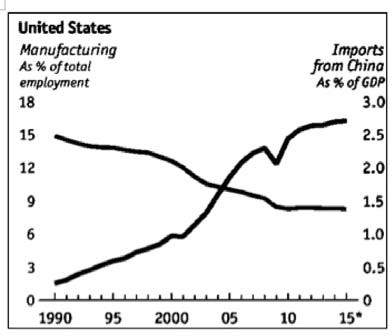 United States
Manufacturing
As % of total
employment
Imports
from China
As % of GDP
18 3.0
15 2.5
12 2.0
9 1.5
6 1.0
3 0.5
0 0
1990 95 2000 05 10 15*